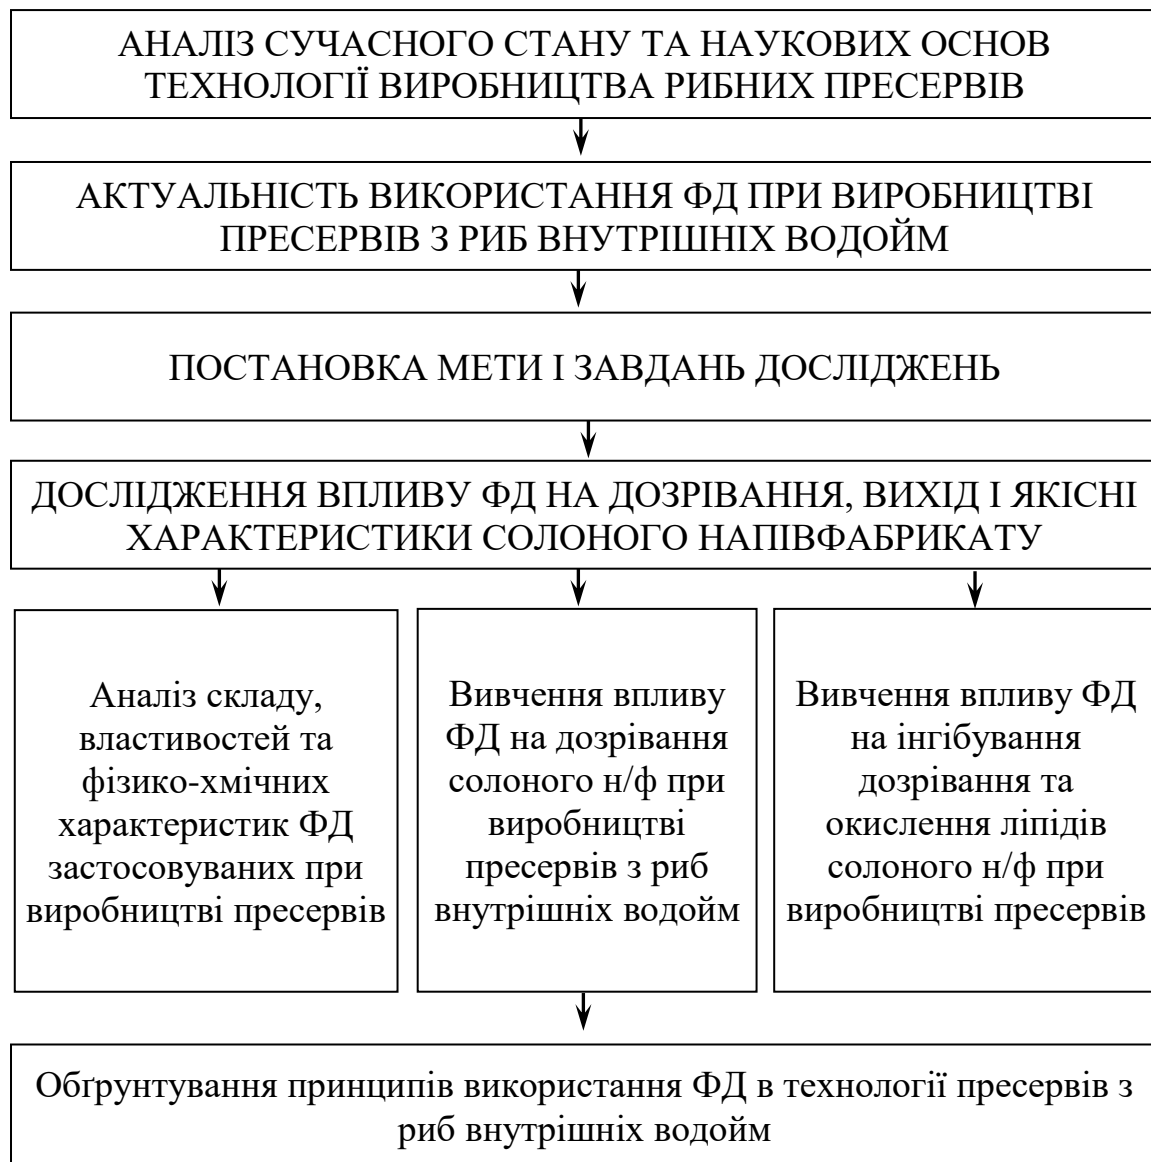 АНАЛІЗ СУЧАСНОГО СТАНУ ТА НАУКОВИХ ОСНОВ
ТЕХНОЛОГІЇ ВИРОБНИЦТВА РИБНИХ ПРЕСЕРВІВ
АКТУАЛЬНІСТЬ ВИКОРИСТАННЯ ФД ПРИ ВИРОБНИЦТВІ
ПРЕСЕРВІВ З РИБ ВНУТРІШНІХ ВОДОЙМ
ПОСТАНОВКА МЕТИ І ЗАВДАНЬ ДОСЛІДЖЕНЬ
ДОСЛІДЖЕННЯ ВПЛИВУ ФД НА ДОЗРІВАННЯ, ВИХІД І ЯКІСНІ
ХАРАКТЕРИСТИКИ СОЛОНОГО НАПІВФАБРИКАТУ
Аналіз складу,
властивостей та
фізико-хмічних
характеристик ФД
застосовуваних при
виробництві пресервів
Вивчення впливу
ФД на дозрівання
солоного н/ф при
виробництві
пресервів з риб
внутрішніх водойм
Вивчення впливу ФД
на інгібування
дозрівання та
окислення ліпідів
солоного н/ф при
виробництві пресервів
Обґрунтування принципів використання ФД в технології пресервів з
риб внутрішніх водойм